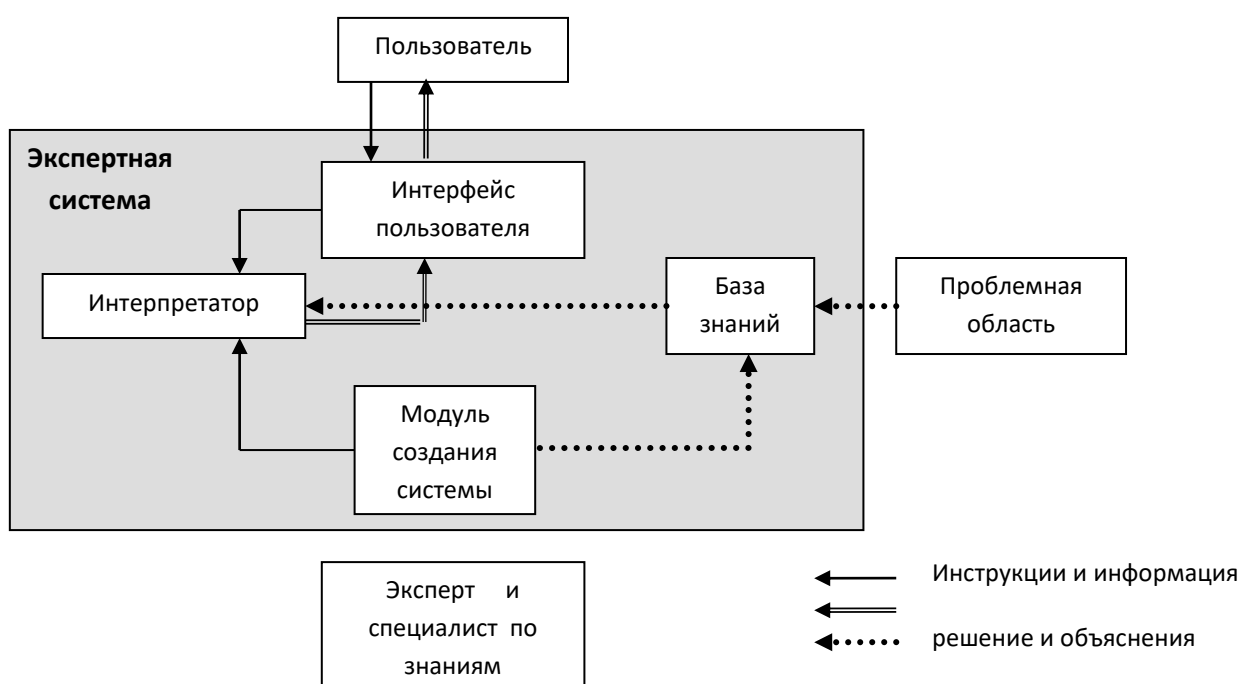 Пользователь
Экспертная
система
Интерфейс
пользователя
Интерпретатор
База
знаний
Проблемная
область
Модуль
создания
системы
Эксперт и
специалист по
знаниям
Инструкции и информация
решение и объяснения